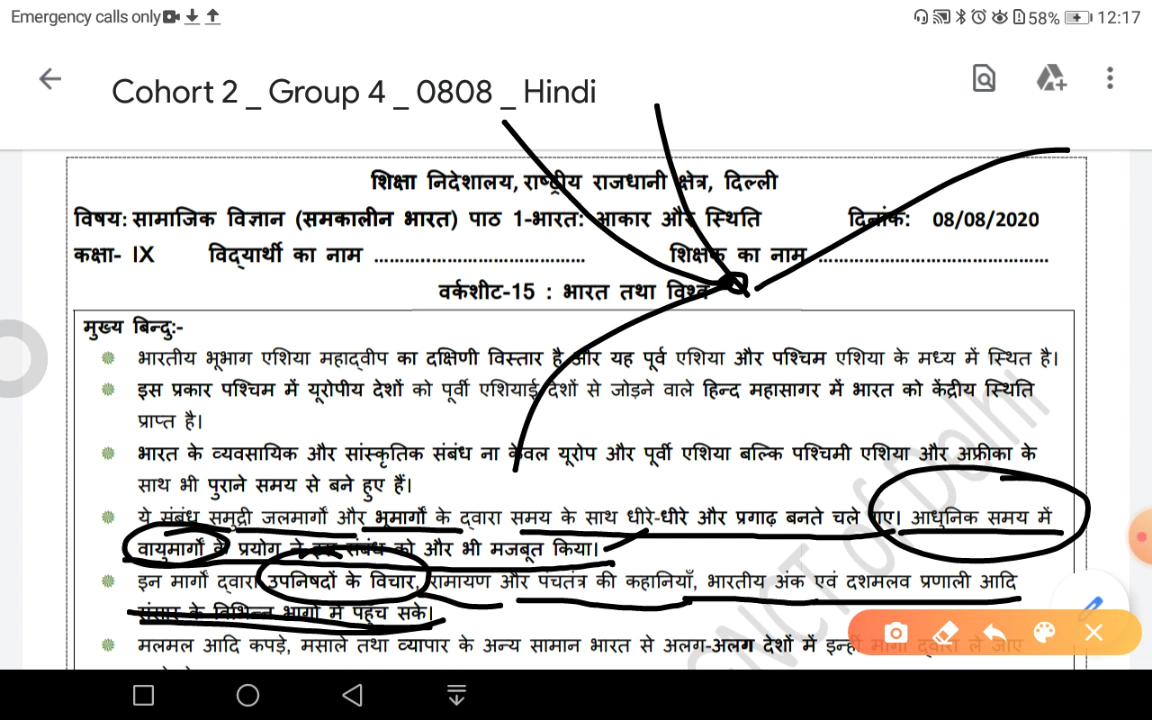 Emergency calls only 58% 12:17
Cohort 2 _ Group 4 _ 0808 _ Hindi
शिक्षा निदेशालय, राष्ट्रीय राजधानी क्षेत्र, दिल्ली
विषय: सामाजिक विज्ञान (समकालीन भारत) पाठ 1-भारत: आकार और स्थिति दिनांक: 08/08/2020
कक्षा- IX विद्यार्थी का नाम ........................................... शिक्षक का नाम ...............................................
वर्कशीट-15 : भारत तथा विश्व
मुख्य बिन्दु:-
भारतीय भूभाग एशिया महाद्वीप का दक्षिणी विस्तार है और यह पूर्व एशिया और पश्चिम एशिया के मध्य में स्थित है।
इस प्रकार पश्चिम में यूरोपीय देशों को पूर्वी एशियाई देशों से जोड़ने वाले हिन्द महासागर में भारत को केंद्रीय स्थिति
प्राप्त है।
भारत के व्यवसायिक और सांस्कृतिक संबंध ना केवल यूरोप और पूर्वी एशिया बल्कि पश्चिमी एशिया और अफ्रीका के
साथ भी पुराने समय से बने हुए हैं।
ये संबंध समुद्री जलमार्गो और भूमार्गों के द्वारा समय के साथ धीरे-धीरे और प्रगाढ़ बनते चले गए। आधुनिक समय में
वायुमार्गों के प्रयोग ने इस संबंध को और भी मजबूत किया।
इन मार्गों द्वारा उपनिषदों के विचार, रामायण और पंचतंत्र की कहानियाँ, भारतीय अंक एवं दशमलव प्रणाली आदि
संसार के विभिन्न भागों में पहुंच सके।
मलमल आदि कपड़े, मसाले तथा व्यापार के अन्य सामान भारत से अलग-अलग देशों में इन्हीं मार्गों द्वारा ले जाए
GNCT of Delhi